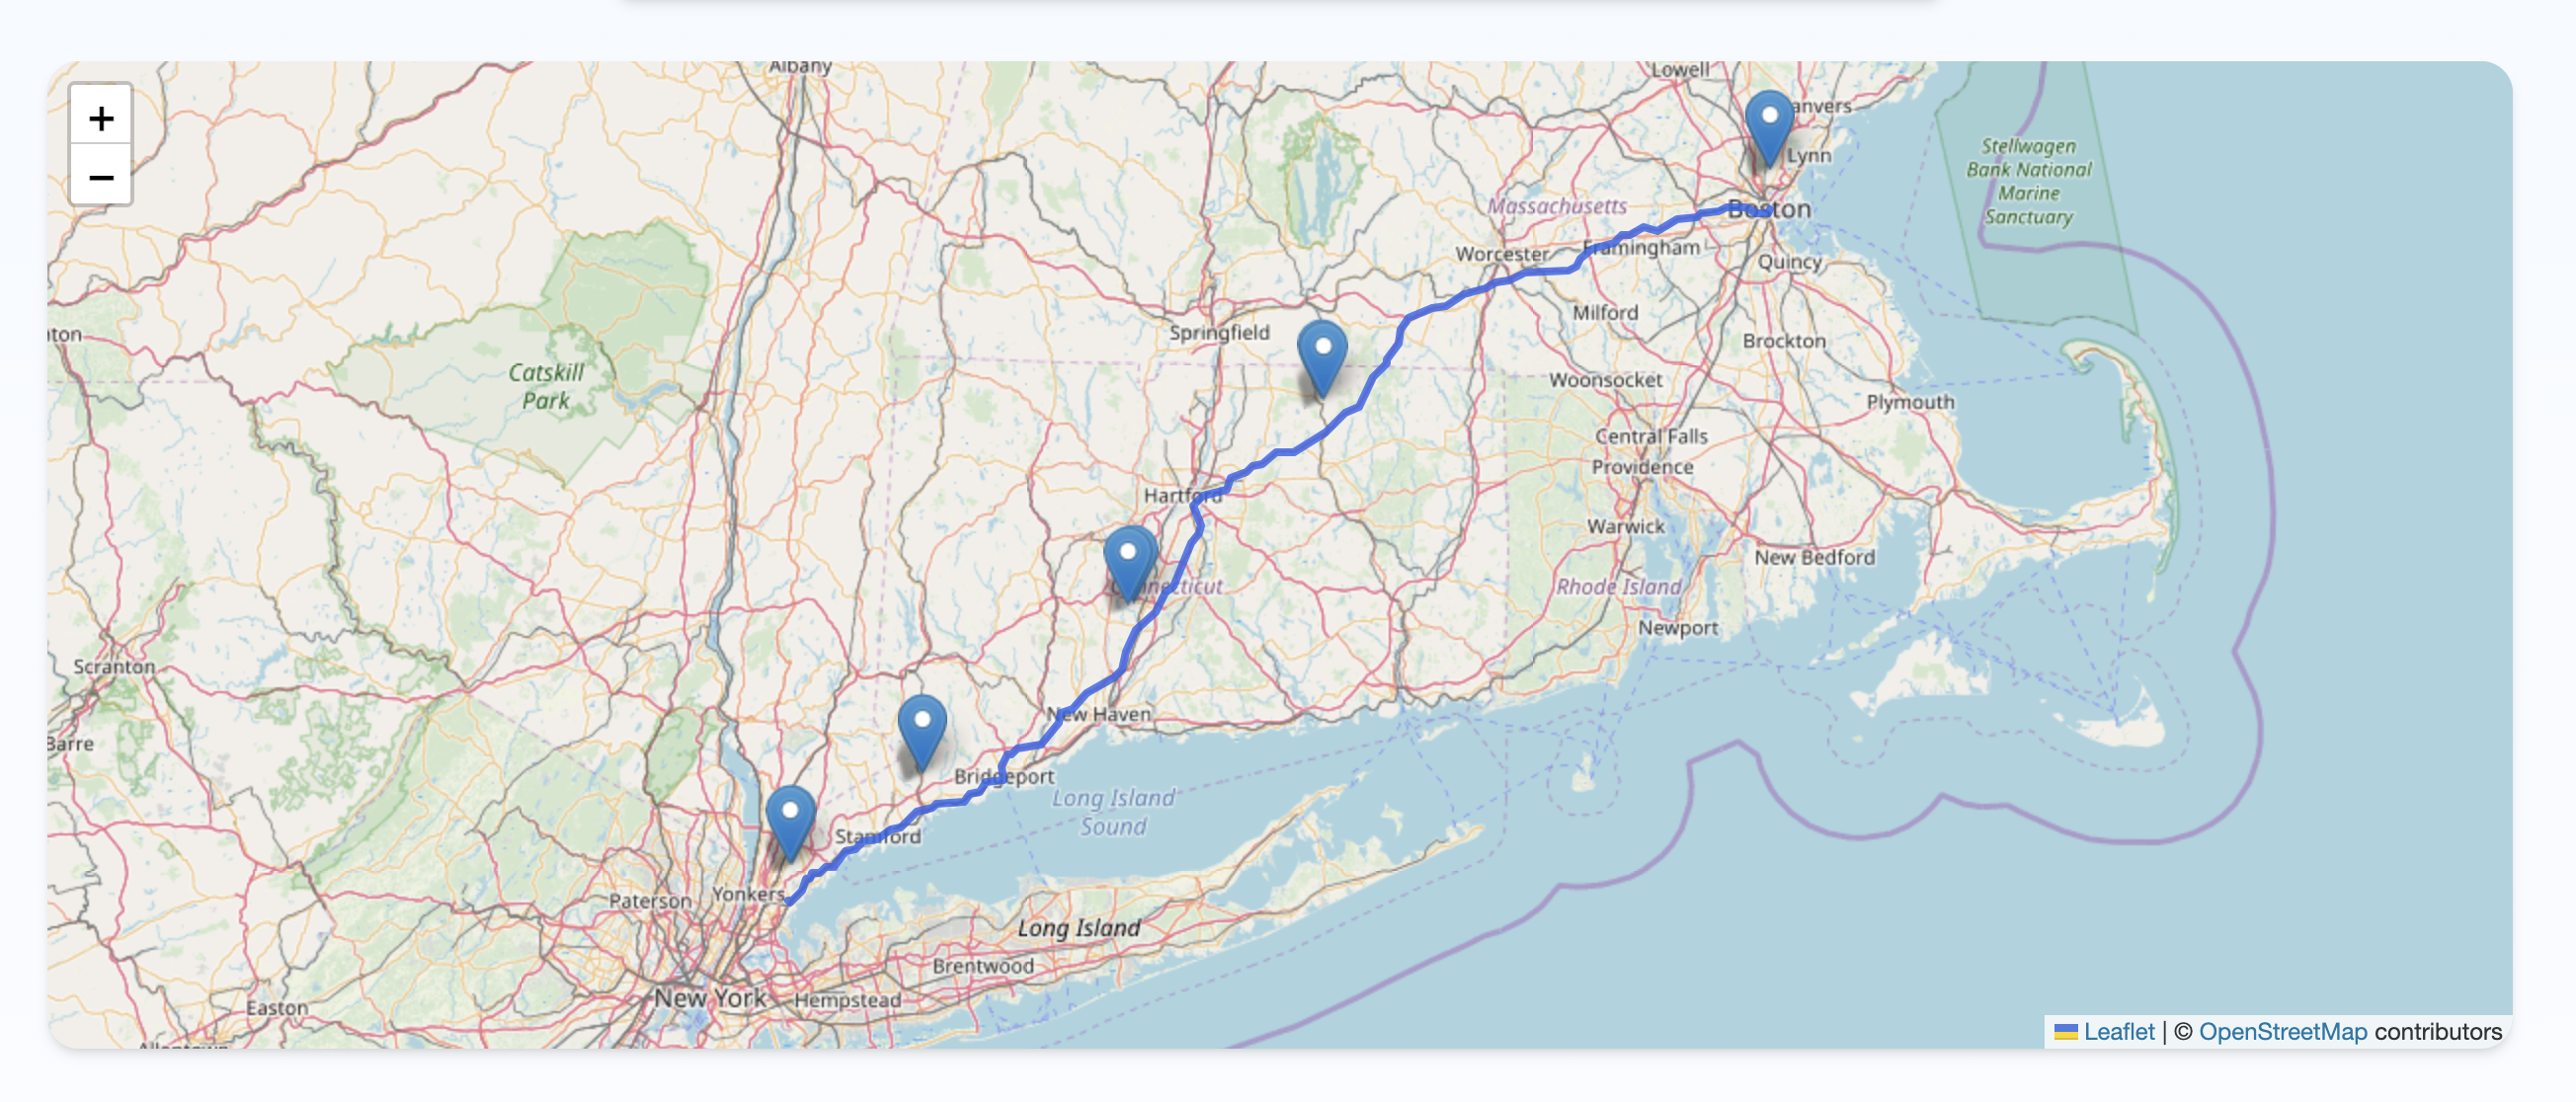 Albany
Lowell
anvers
+
Lynn
Stellwagen
Bank National
Marine
Sanctuary
−
Massachusetts
Boston
Worcester
Framingham
Quincy
Milford
Springfield
Brockton
nton
Catskill
Park
Woonsocket
Plymouth
Central Falls
Providence
Hartford
Warwick
New Bedford
Connecticut
Rhode Island
Newport
Scranton
New Haven
Barre
Bridgeport
Long Island
Sound
Stamford
Yonkers
Paterson
Long Island
Brentwood
New York
Hempstead
Easton
Leaflet | © OpenStreetMap contributors